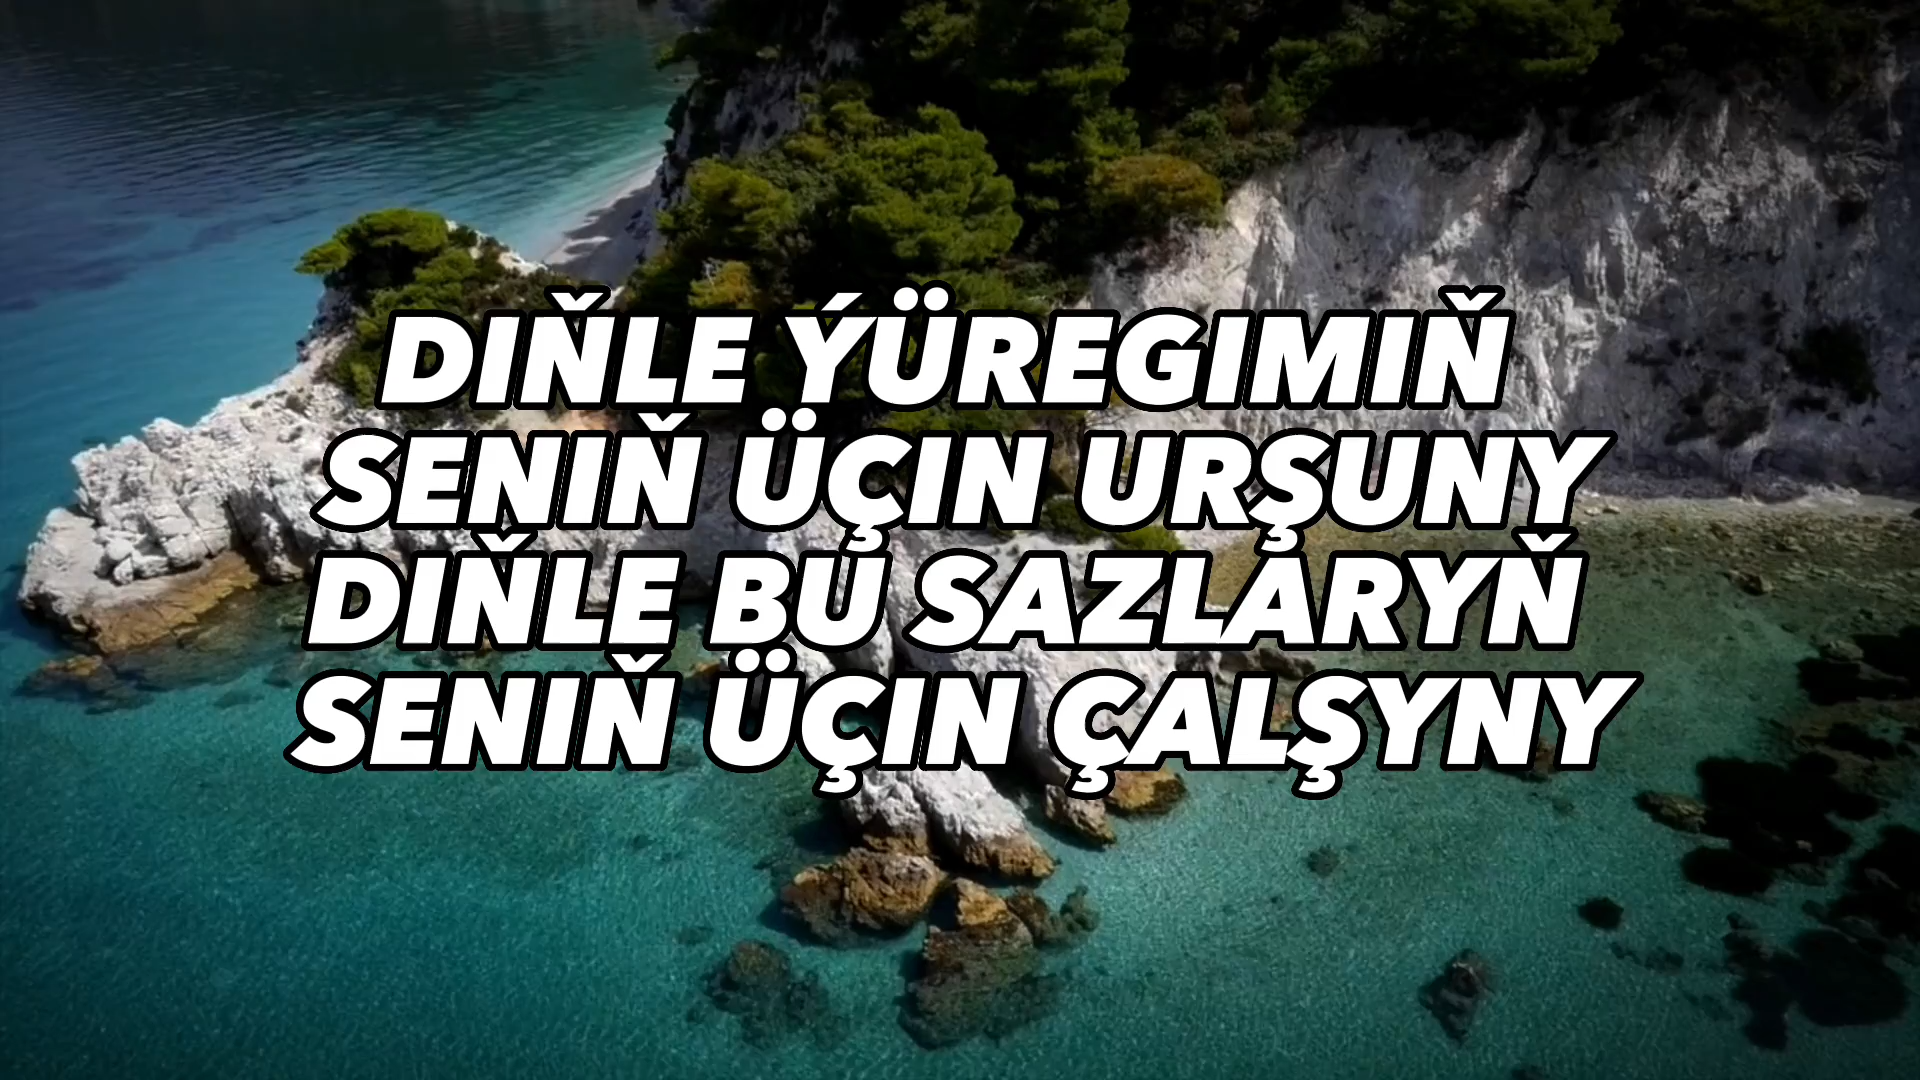 DIŇLE ÝÜREGIMIŇ
SENIŇ ÜÇIN URŞUNY
DIŇLE BU SAZLARYŇ
SENIŇ ÜÇIN ÇALŞYNY